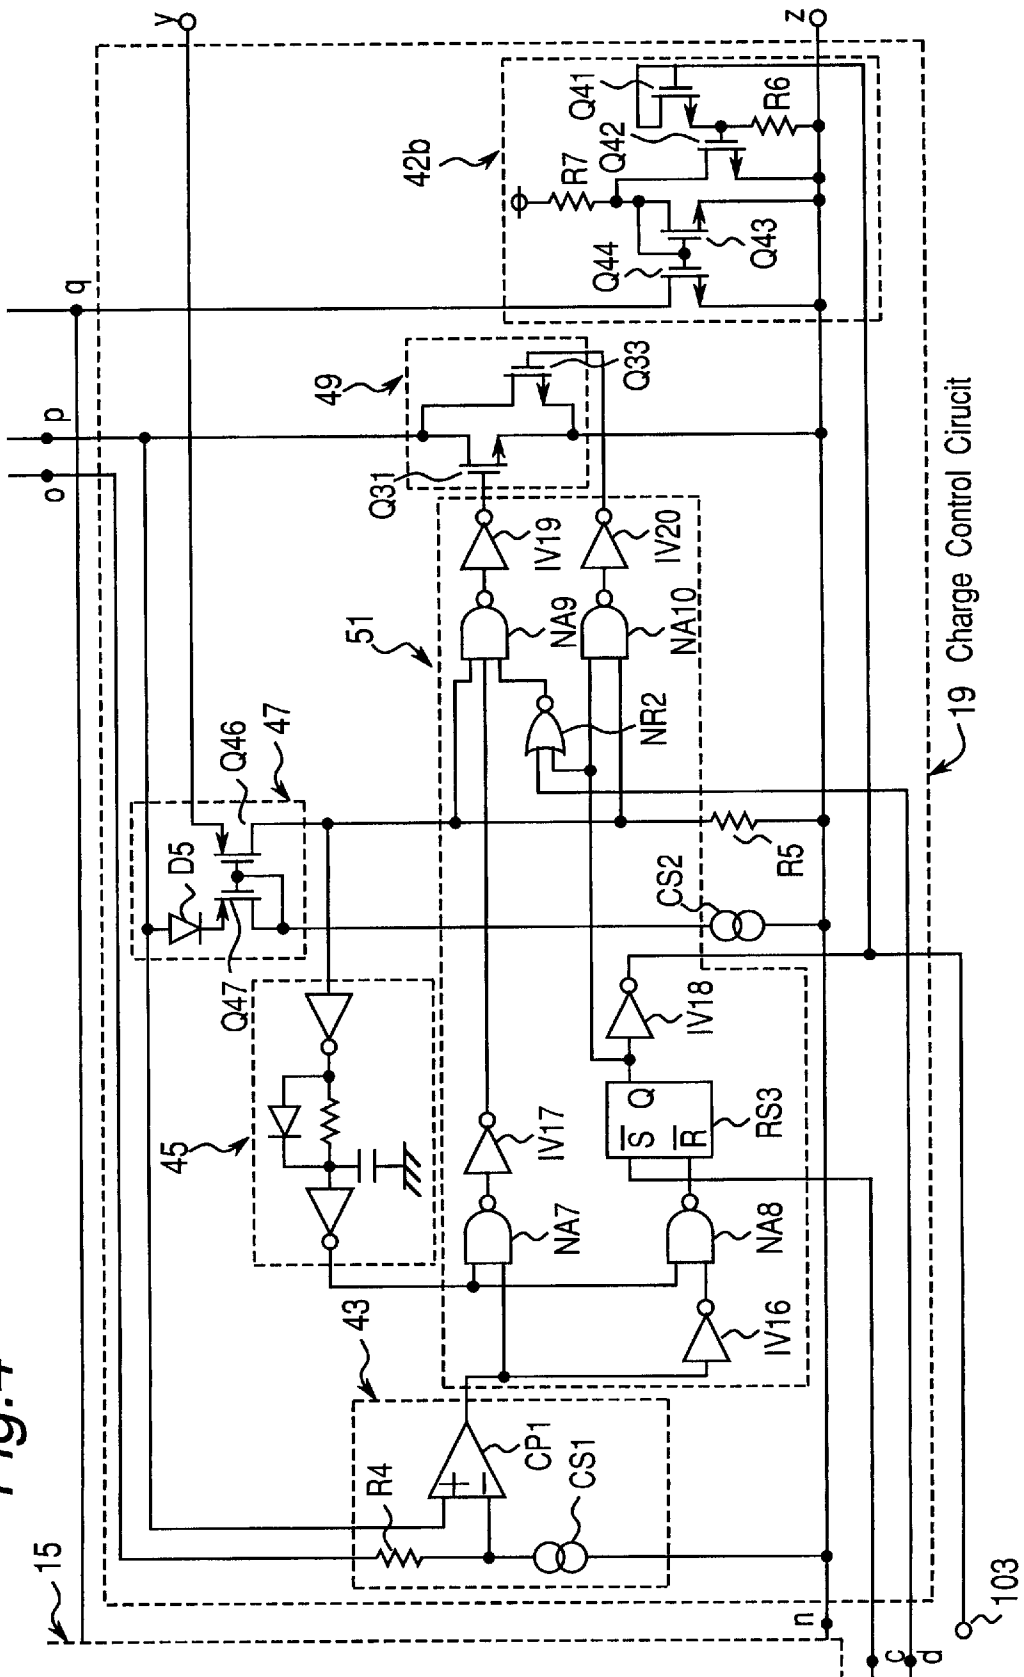 Fig.4
15
o
p
q
y
z
n
c
d
103
43
R4
CP1
CS1
45
47
Q47
D5
Q46
51
NA7
IV17
NA8
IV16
S
R
Q
RS3
IV18
CS2
R5
NR2
NA9
IV19
NA10
IV20
49
Q31
Q33
42b
R7
Q44
Q43
Q42
Q41
R6
19 Charge Control Cirucit